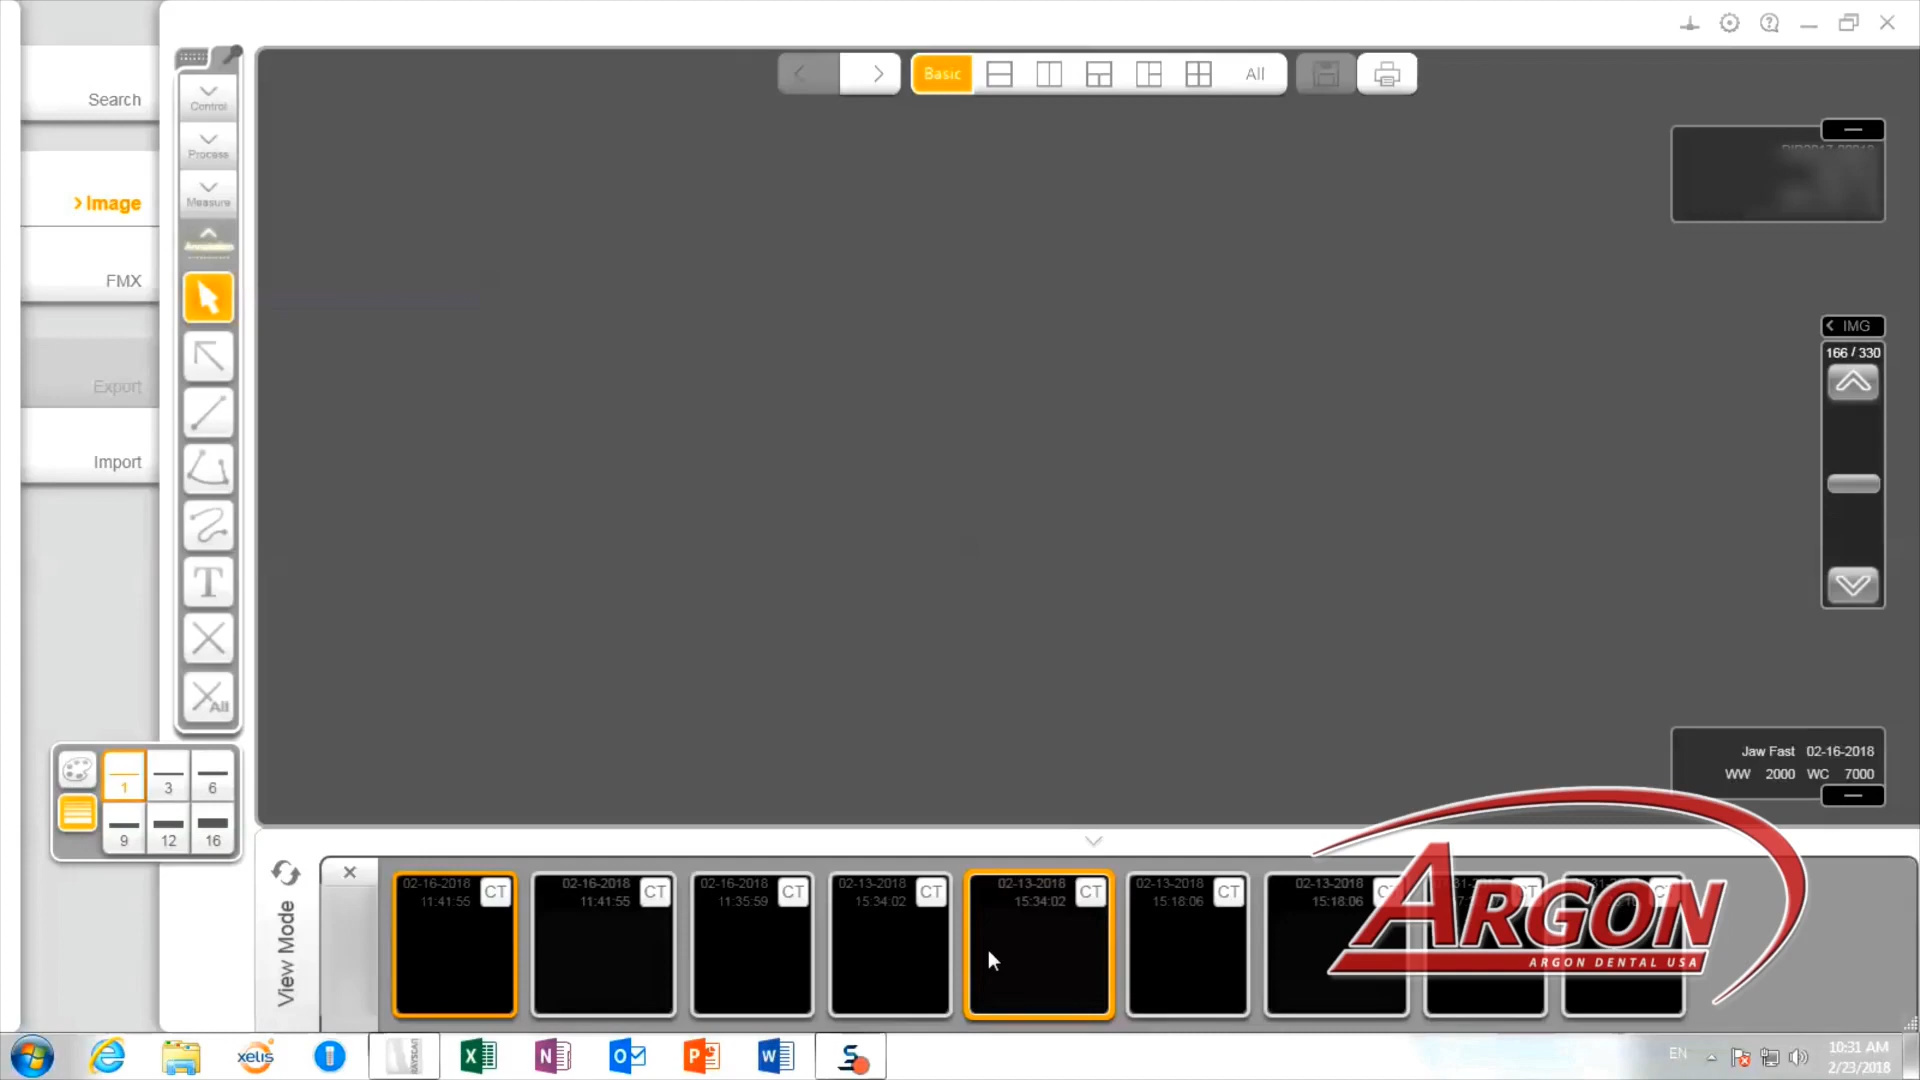 Search
Image
FMX
Export
Import
Control
Process
Measure
Annotation
T
All
1
3
6
9
12
16
Basic
All
IMG
166 / 330
Jaw Fast 02-16-2018
WW 2000 WC 7000
View Mode
02-16-2018
11:41:55
CT
02-16-2018
11:41:55
CT
02-16-2018
11:35:59
CT
02-13-2018
15:34:02
CT
02-13-2018
15:34:02
CT
02-13-2018
15:18:06
CT
02-13-2018
15:18:06
ARGON
ARGON DENTAL USA
xelis
RAYSCAN
EN
10:31 AM
2/23/2018